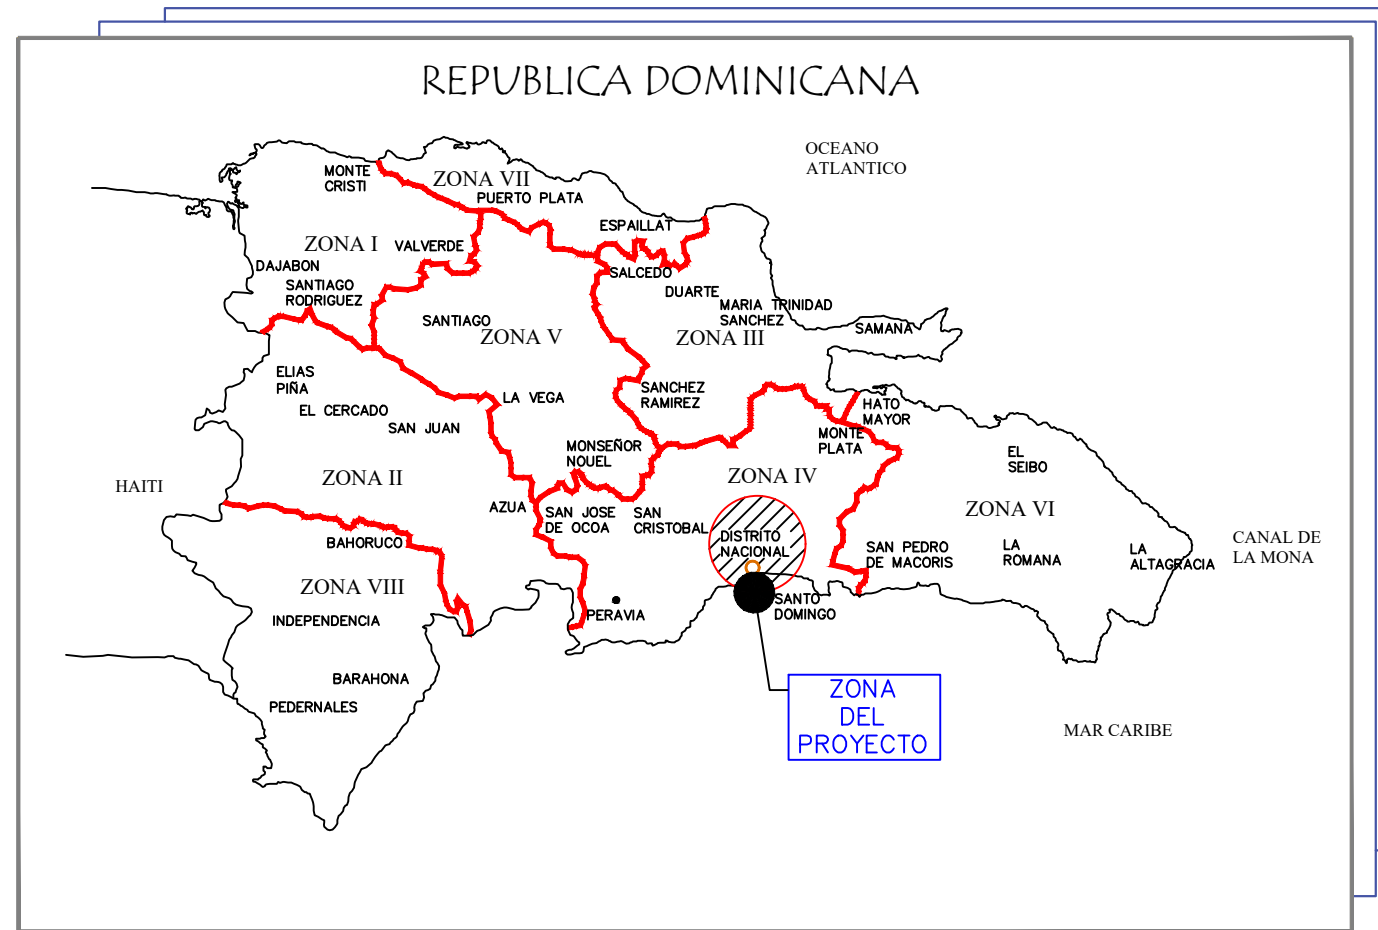 REPUBLICA DOMINICANA
OCEANO
ATLANTICO
MONTE
CRISTI
ZONA VII
PUERTO PLATA
ESPAILLAT
ZONA I
VALVERDE
DAJABON
SANTIAGO
RODRIGUEZ
SALCEDO
DUARTE
MARIA TRINIDAD
SANCHEZ
SANTIAGO
ZONA V
ZONA III
SAMANA
ELIAS
PIÑA
EL CERCADO
SAN JUAN
LA VEGA
SANCHEZ
RAMIREZ
HATO
MAYOR
MONTE
PLATA
MONSEÑOR
NOUEL
EL
SEIBO
HAITI
ZONA II
ZONA IV
AZUA
SAN JOSE
DE OCOA
SAN
CRISTOBAL
ZONA VI
DISTRITO
NACIONAL
BAHORUCO
SAN PEDRO
DE MACORIS
LA
ROMANA
LA
ALTAGRACIA
CANAL DE
LA MONA
ZONA VIII
INDEPENDENCIA
PERAVIA
SANTO
DOMINGO
BARAHONA
PEDERNALES
ZONA
DEL
PROYECTO
MAR CARIBE